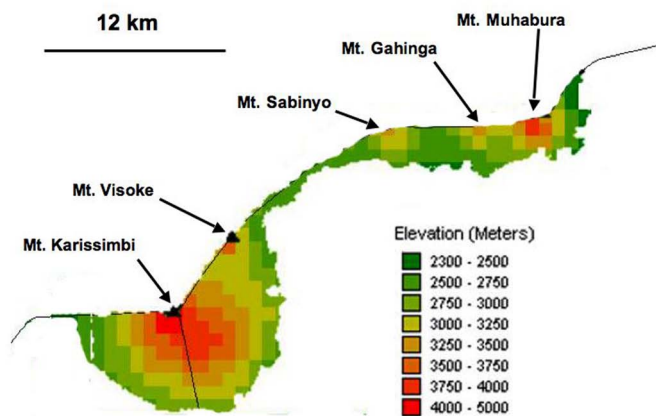 12 km
Mt. Muhabura
Mt. Gahinga
Mt. Sabinyo
Mt. Visoke
Mt. Karissimbi
Elevation (Meters)
2300 - 2500
2500 - 2750
2750 - 3000
3000 - 3250
3250 - 3500
3500 - 3750
3750 - 4000
4000 - 5000